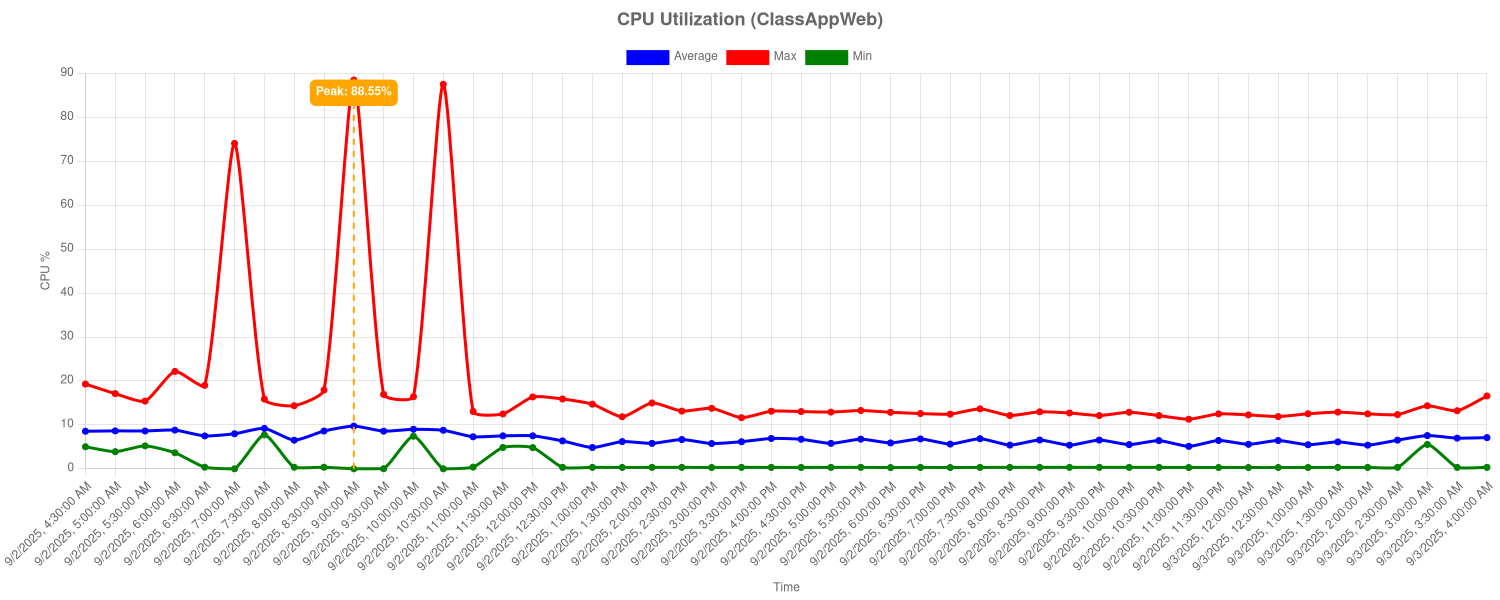 CPU Utilization (ClassAppWeb)
Average Max Min
90
80
70
60
50
40
30
20
10
0
CPU %
Peak: 88.55%
9/2/2025, 4:30:00 AM
9/2/2025, 5:00:00 AM
9/2/2025, 5:30:00 AM
9/2/2025, 6:00:00 AM
9/2/2025, 6:30:00 AM
9/2/2025, 7:00:00 AM
9/2/2025, 7:30:00 AM
9/2/2025, 8:00:00 AM
9/2/2025, 8:30:00 AM
9/2/2025, 9:00:00 AM
9/2/2025, 9:30:00 AM
9/2/2025, 10:00:00 AM
9/2/2025, 10:30:00 AM
9/2/2025, 11:00:00 AM
9/2/2025, 11:30:00 AM
9/2/2025, 12:00:00 PM
9/2/2025, 12:30:00 PM
9/2/2025, 1:00:00 PM
9/2/2025, 1:30:00 PM
9/2/2025, 2:00:00 PM
9/2/2025, 2:30:00 PM
9/2/2025, 3:00:00 PM
9/2/2025, 3:30:00 PM
9/2/2025, 4:00:00 PM
9/2/2025, 4:30:00 PM
9/2/2025, 5:00:00 PM
9/2/2025, 5:30:00 PM
9/2/2025, 6:00:00 PM
9/2/2025, 6:30:00 PM
9/2/2025, 7:00:00 PM
9/2/2025, 7:30:00 PM
9/2/2025, 8:00:00 PM
9/2/2025, 8:30:00 PM
9/2/2025, 9:00:00 PM
9/2/2025, 9:30:00 PM
9/2/2025, 10:00:00 PM
9/2/2025, 10:30:00 PM
9/2/2025, 11:00:00 PM
9/2/2025, 11:30:00 PM
9/3/2025, 12:00:00 AM
9/3/2025, 12:30:00 AM
9/3/2025, 1:00:00 AM
9/3/2025, 1:30:00 AM
9/3/2025, 2:00:00 AM
9/3/2025, 2:30:00 AM
9/3/2025, 3:00:00 AM
9/3/2025, 3:30:00 AM
9/3/2025, 4:00:00 AM
Time